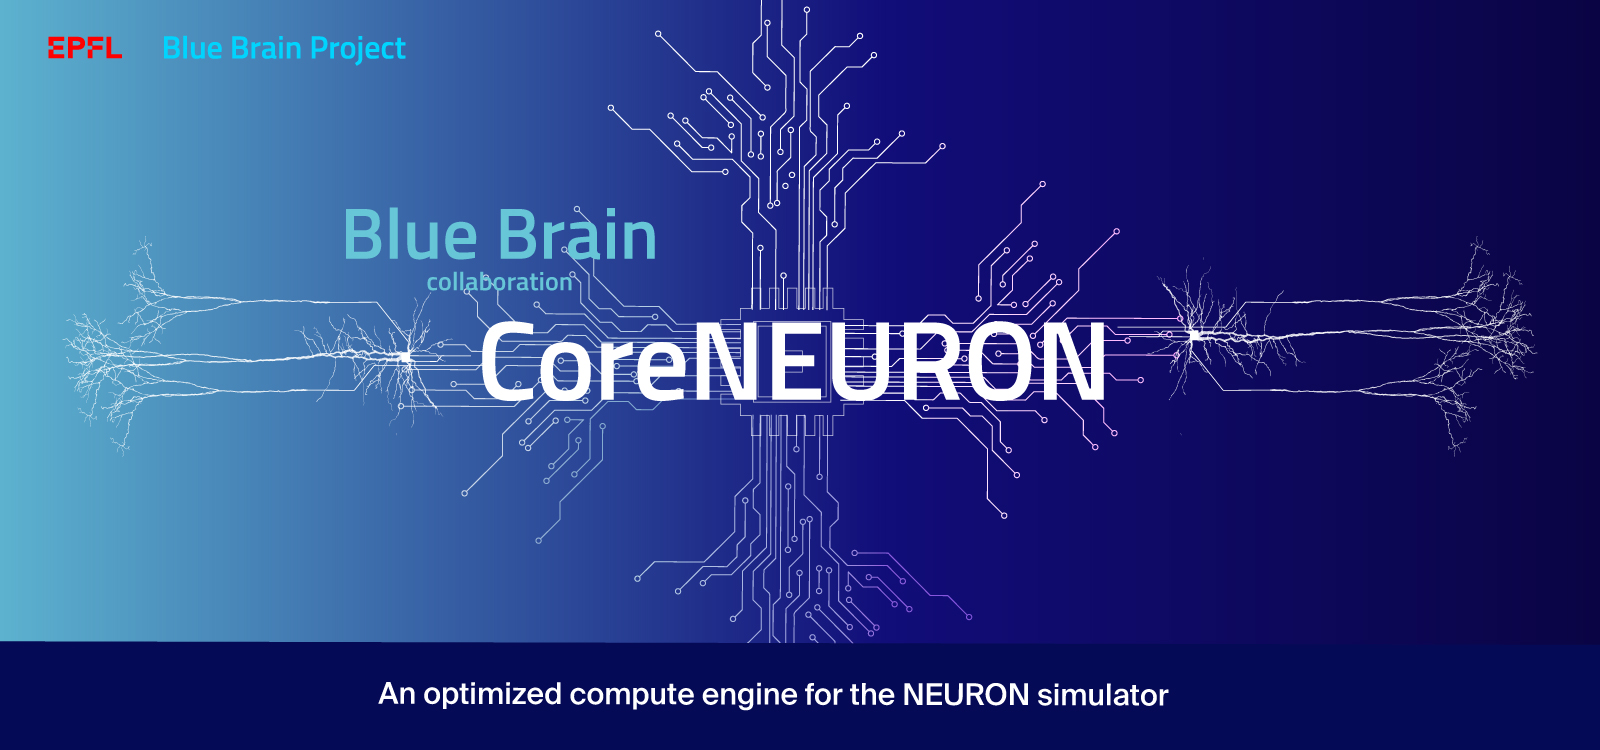 EPFL Blue Brain Project
Blue Brain
collaboration
CoreNEURON
An optimized compute engine for the NEURON simulator